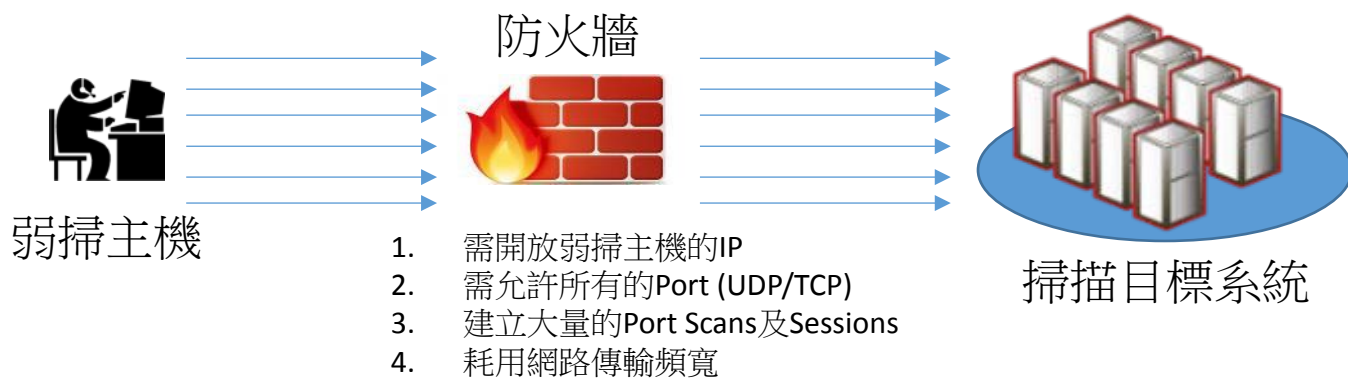 防火牆
弱掃主機
1. 需開放弱掃主機的IP
2. 需允許所有的Port (UDP/TCP)
3. 建立大量的Port Scans及Sessions
4. 耗用網路傳輸頻寬
掃描目標系統